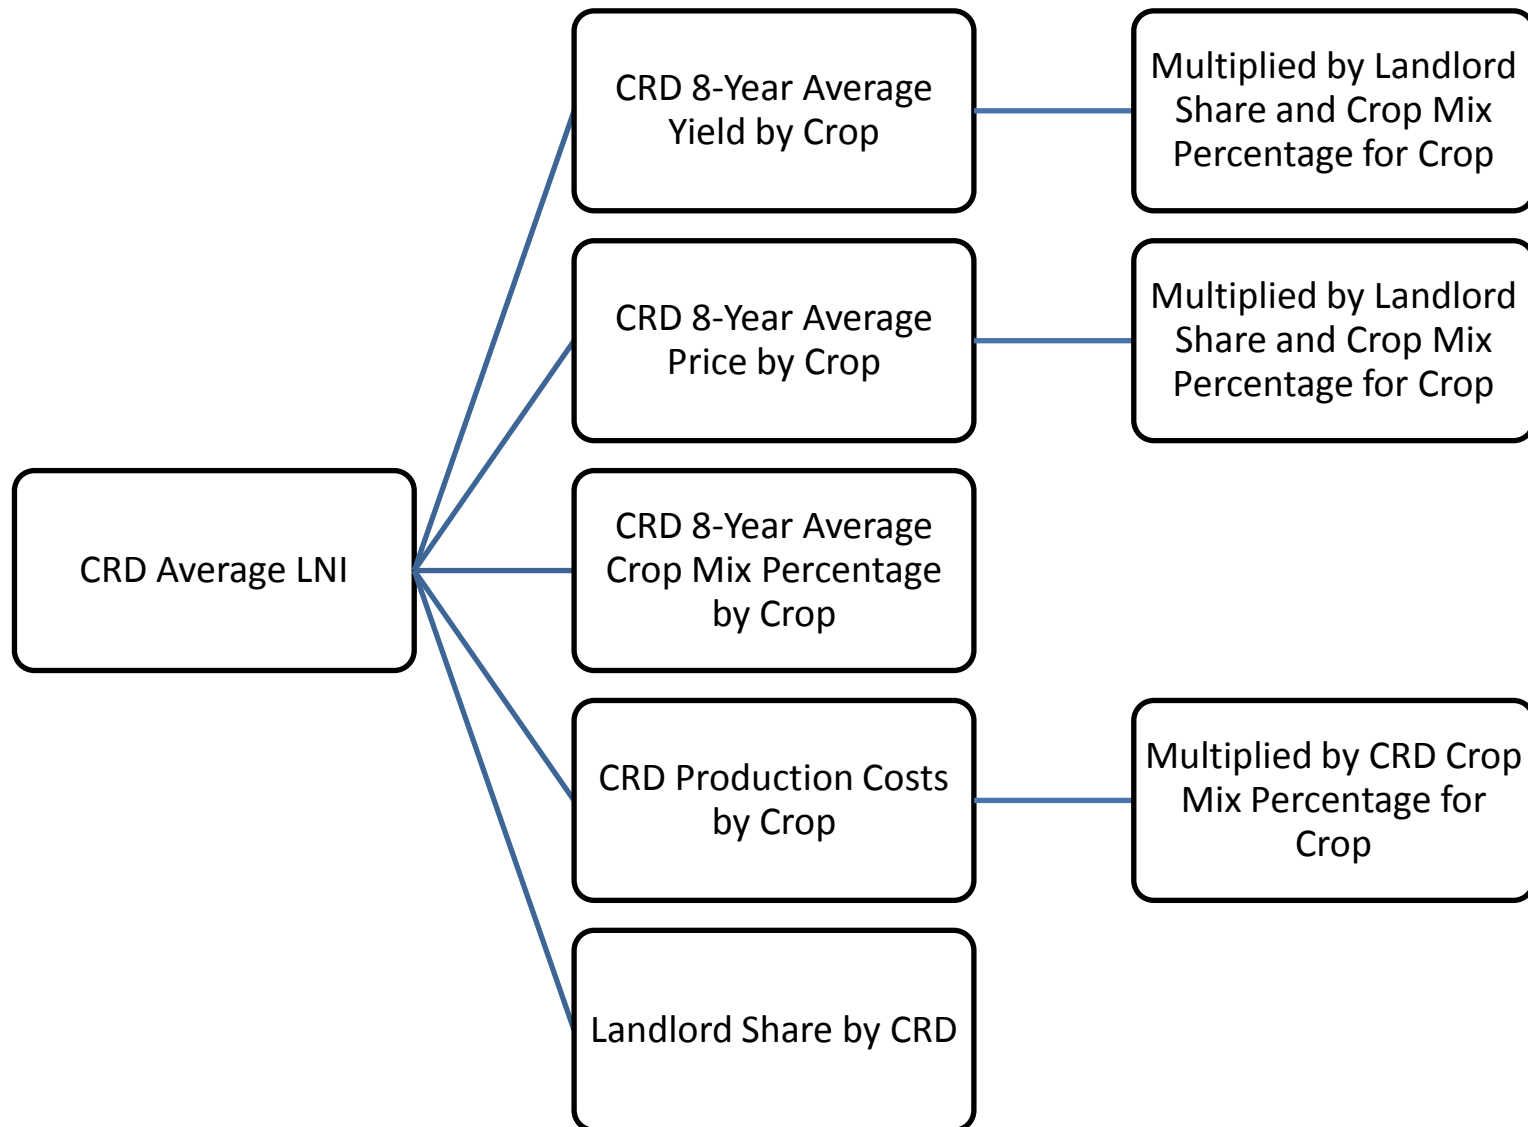 CRD 8-Year Average
Yield by Crop
Multiplied by Landlord
Share and Crop Mix
Percentage for Crop
CRD 8-Year Average
Price by Crop
Multiplied by Landlord
Share and Crop Mix
Percentage for Crop
CRD Average LNI
CRD 8-Year Average
Crop Mix Percentage
by Crop
CRD Production Costs
by Crop
Multiplied by CRD Crop
Mix Percentage for
Crop
Landlord Share by CRD